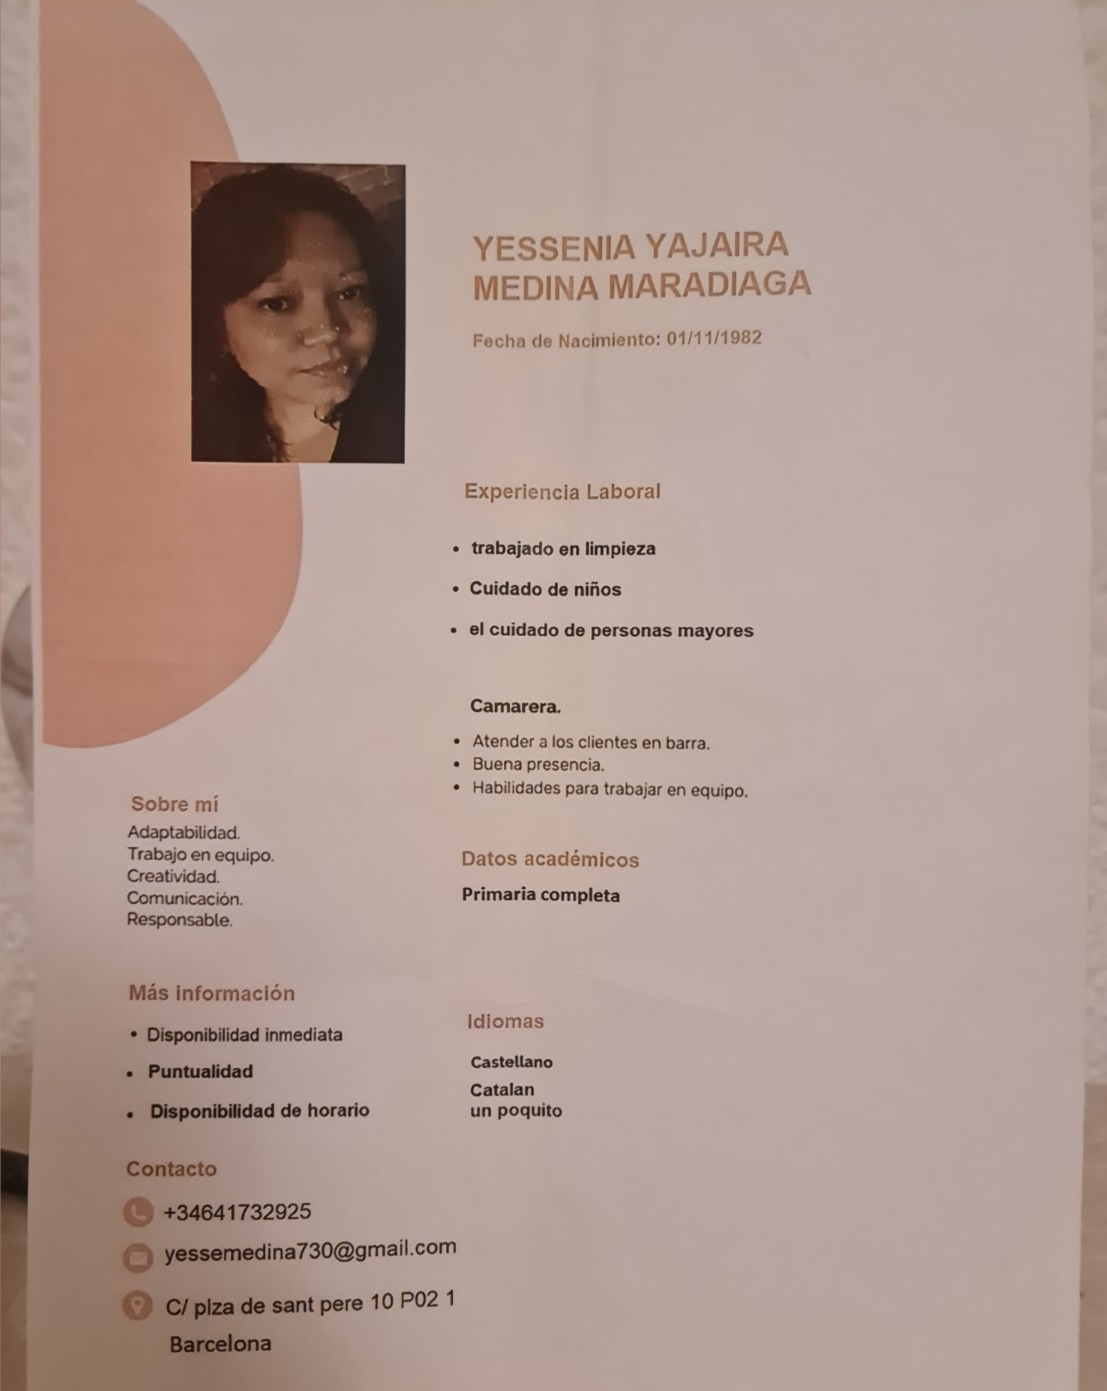 YESSENIA YAJAIRA
MEDINA MARADIAGA
Fecha de Nacimiento: 01/11/1982
Experiencia Laboral
• trabajado en limpieza
• Cuidado de niños
• el cuidado de personas mayores
Camarera.
• Atender a los clientes en barra.
• Buena presencia.
• Habilidades para trabajar en equipo.
Sobre mí
Adaptabilidad.
Trabajo en equipo.
Creatividad.
Comunicación.
Responsable.
Datos académicos
Primaria completa
Más información
• Disponibilidad inmediata
• Puntualidad
• Disponibilidad de horario
Idiomas
Castellano
Catalan
un poquito
Contacto
+34641732925
yessemedina730@gmail.com
C/ plza de sant pere 10 P02 1
Barcelona